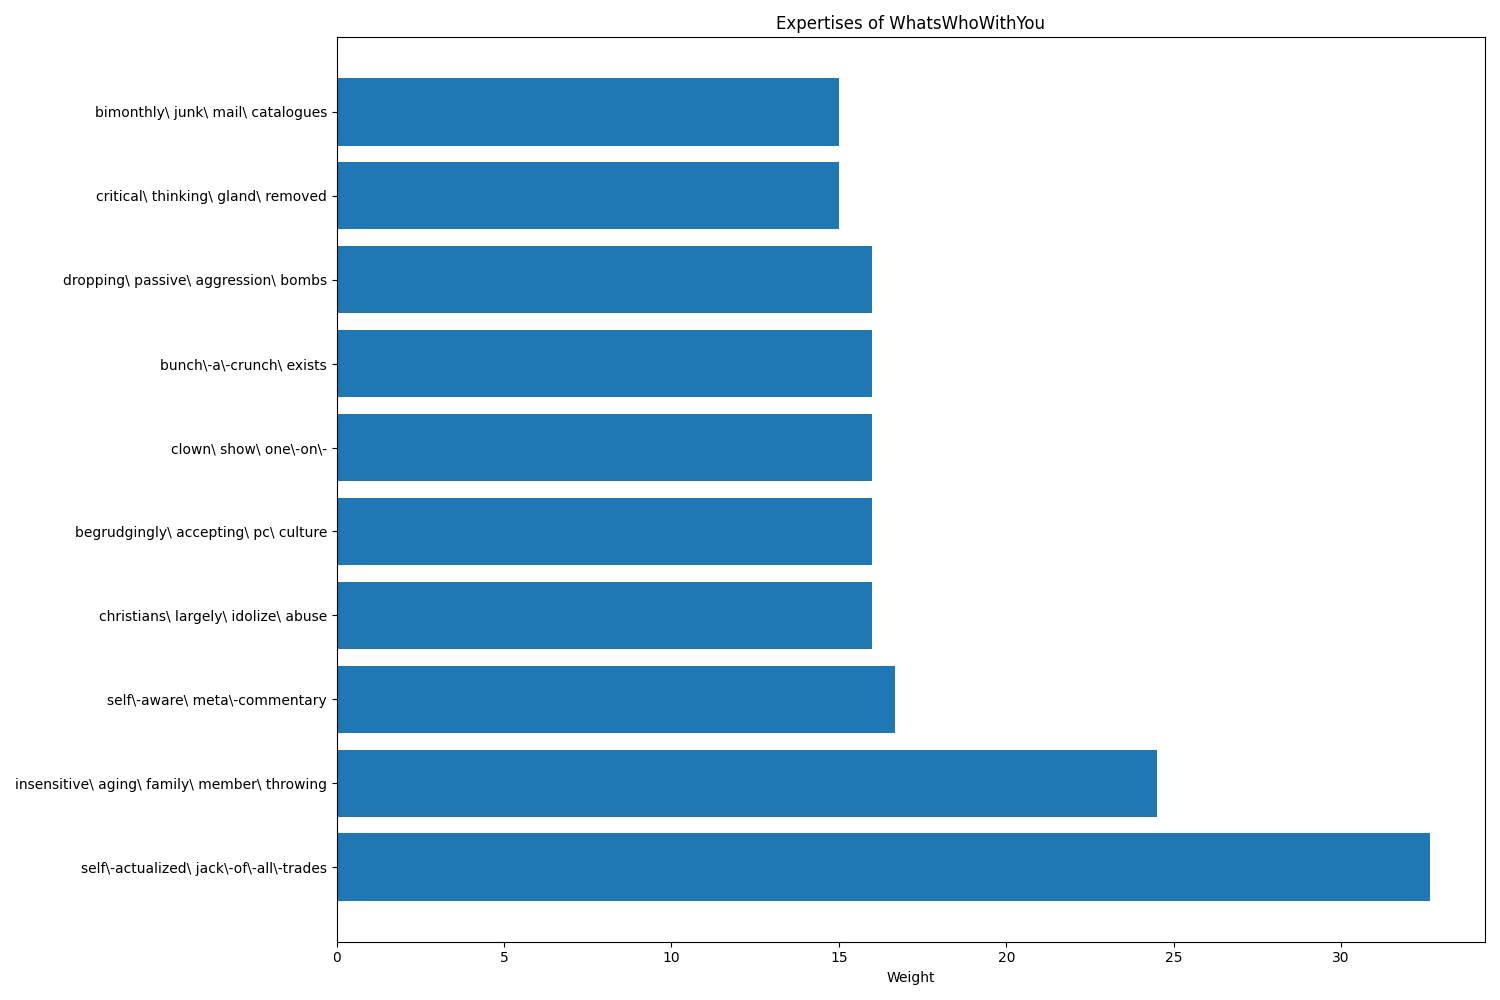 Expertises of WhatsWhoWithYou
bimonthly\ junk\ mail\ catalogues
critical\ thinking\ gland\ removed
dropping\ passive\ aggression\ bombs
bunch\-a\-crunch\ exists
clown\ show\ one\-on\-
begrudgingly\ accepting\ pc\ culture
christians\ largely\ idolize\ abuse
self\-aware\ meta\-commentary
insensitive\ aging\ family\ member\ throwing
self\-actualized\ jack\-of\-all\-trades
0 5 10 15 20 25 30
Weight